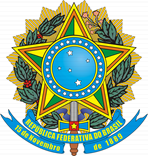 REPÚBLICA FEDERATIVA DO BRASIL
15 de novembro de 1889